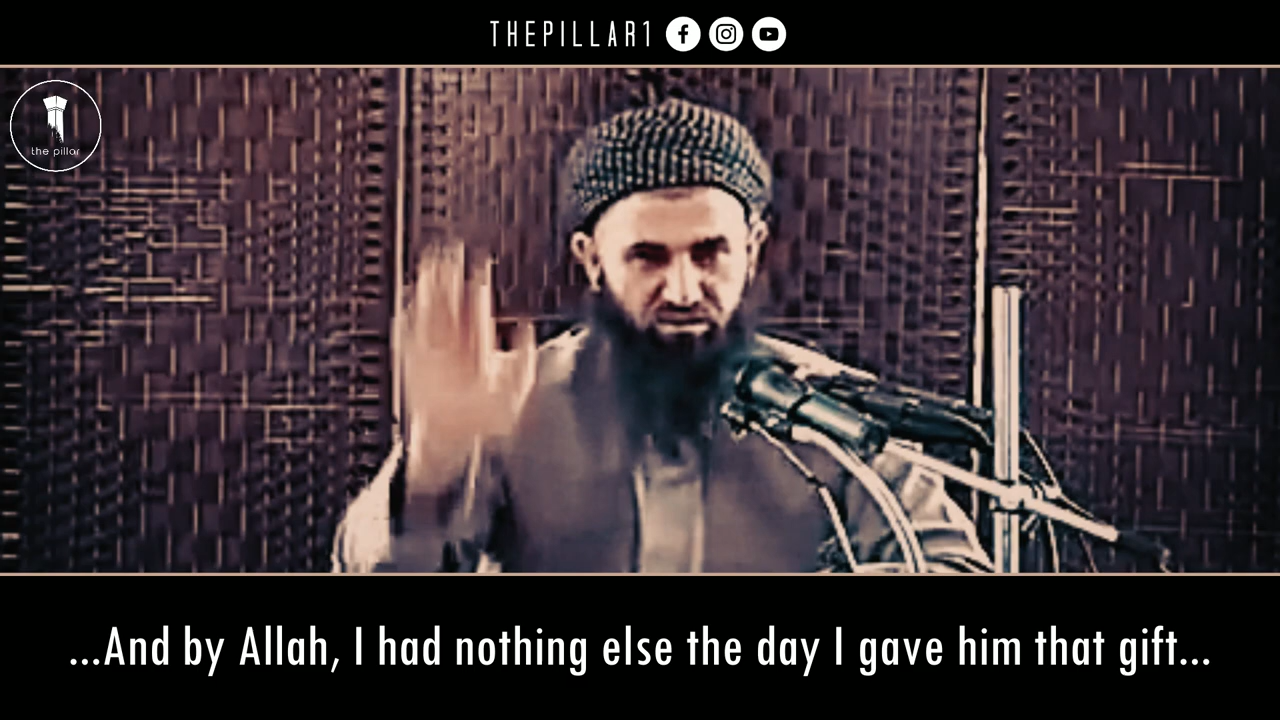 THEPILLAR1
the pillar
...And by Allah, I had nothing else the day I gave him that gift...